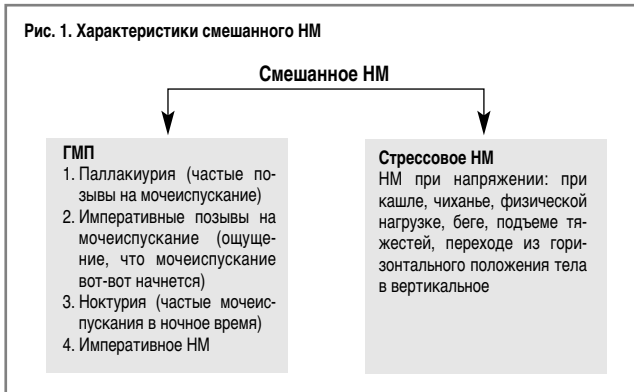 Рис. 1. Характеристики смешанного НМ
Смешанное НМ
ГМП
1. Паллакиурия (частые по-
зывы на мочеиспускание)
2. Императивные позывы на
мочеиспускание (ощуще-
ние, что мочеиспускание
вот-вот начнется)
3. Ноктурия (частые мочеис-
пускания в ночное время)
4. Императивное НМ
Стрессовое НМ
НМ при напряжении: при
кашле, чиханье, физической
нагрузке, беге, подъеме тя-
жестей, переходе из гори-
зонтального положения тела
в вертикальное